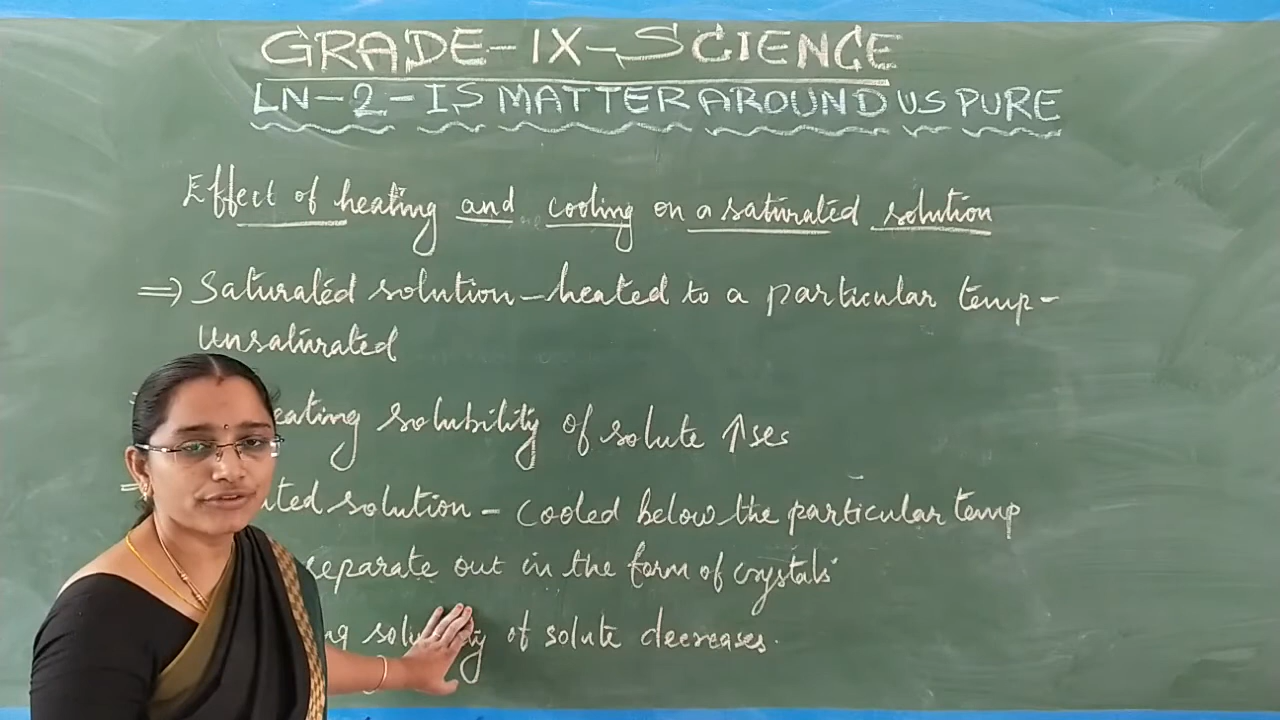 GRADE-IX-SCIENCE
LN-2-IS MATTER AROUND US PURE
Effect of heating and cooling on a saturated solution
⇒ Saturated solution - heated to a particular temp -
Unsaturated
eating solubility of solute ↑ses
ted solution - cooled below the particular temp
separate out in the form of crystals
of solute decreases.